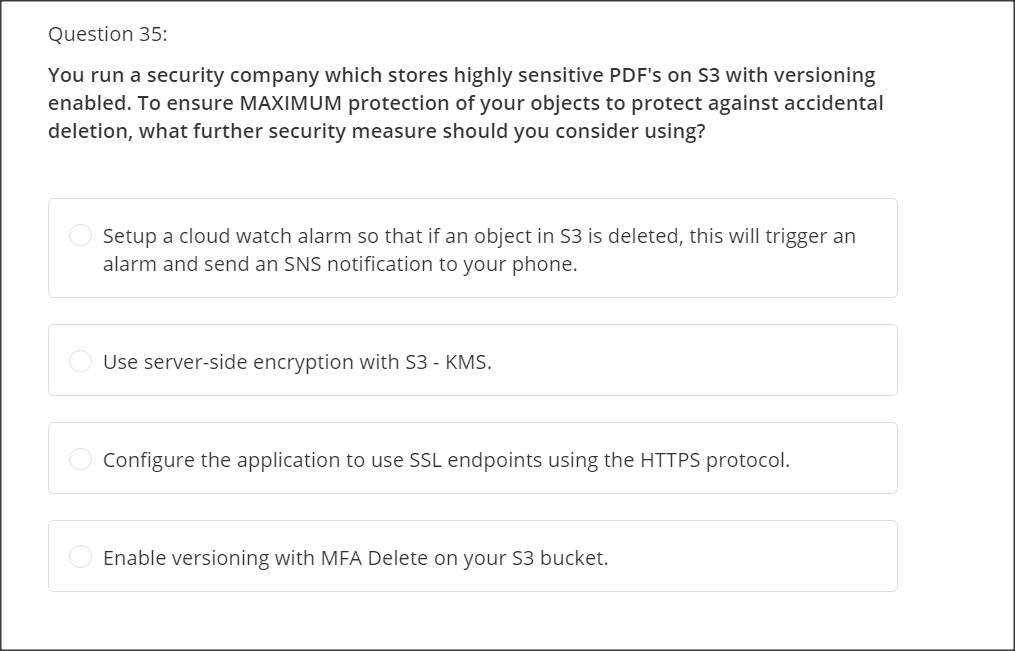 Question 35:
You run a security company which stores highly sensitive PDF's on S3 with versioning
enabled. To ensure MAXIMUM protection of your objects to protect against accidental
deletion, what further security measure should you consider using?
Setup a cloud watch alarm so that if an object in S3 is deleted, this will trigger an
alarm and send an SNS notification to your phone.
Use server-side encryption with S3 - KMS.
Configure the application to use SSL endpoints using the HTTPS protocol.
Enable versioning with MFA Delete on your S3 bucket.